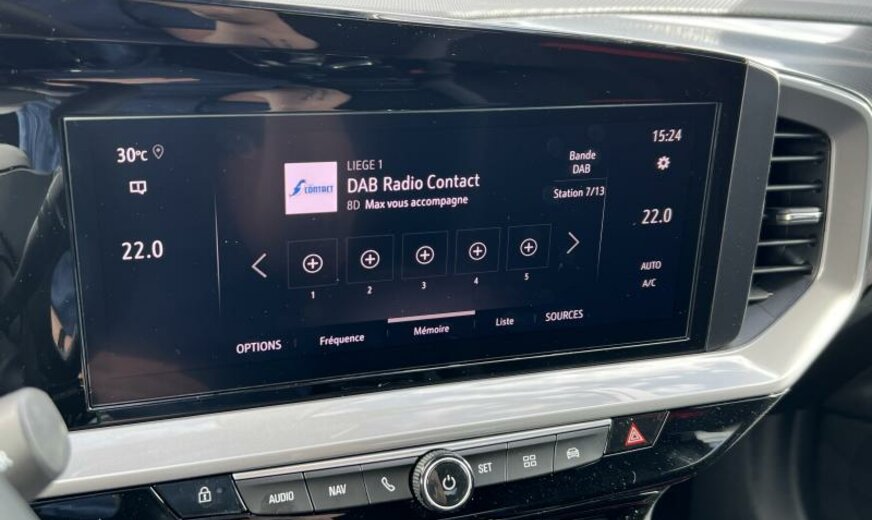 30°C
22.0
CONTACT
LIEGE 1
DAB Radio Contact
8D Max vous accompagne
Bande
DAB
Station 7/13
15:24
22.0
AUTO
A/C
1 2 3 4 5
OPTIONS Fréquence Mémoire Liste SOURCES
AUDIO NAV SET